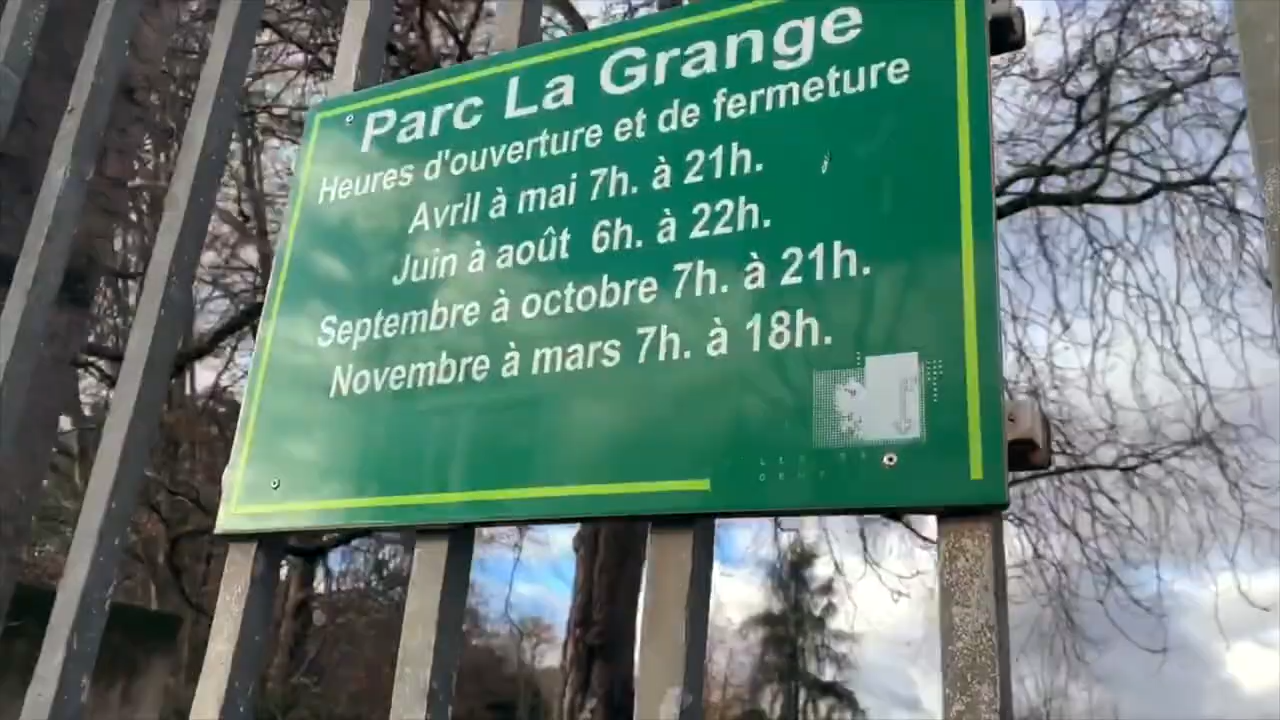 Parc La Grange
Heures d'ouverture et de fermeture
Avril à mai 7h. à 21h.
Juin à août 6h. à 22h.
Septembre à octobre 7h. à 21h.
Novembre à mars 7h. à 18h.